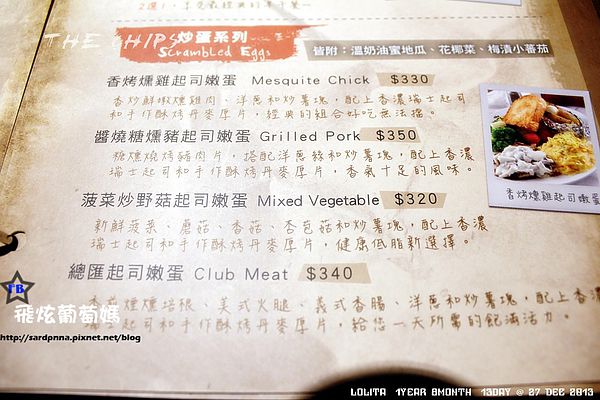 THE CHIPS
炒蛋系列
Scrambled Eggs
皆附：溫奶油蜜地瓜、花椰菜、梅漬小蕃茄
香烤燻雞起司嫩蛋 Mesquite Chick $330
香炒鮮嫩燻雞肉、洋蔥和炒薯塊，配上香濃瑞士起司
和手作酥烤丹麥厚片，經典的組合好吃無法擋。
醬燒糖燻豬起司嫩蛋 Grilled Pork $350
糖燻燒烤豬肉片，搭配洋蔥絲和炒薯塊，配上香濃
瑞士起司和手作酥烤丹麥厚片，香氣十足的風味。
菠菜炒野菇起司嫩蛋 Mixed Vegetable $320
新鮮菠菜、蘑菇、香菇、杏苞菇和炒薯塊，配上香濃
瑞士起司和手作酥烤丹麥厚片，健康低脂新選擇。
總匯起司嫩蛋 Club Meat $340
香煎煙燻培根、美式火腿、義式香腸、洋蔥和炒薯塊，配上香濃
瑞士起司和手作酥烤丹麥厚片，給您一天所需的飽滿活力。
香烤燻雞起司嫩蛋
FB
飛炫葡萄媽
http://sardpnna.pixnet.net/blog
LOLITA 1YEAR 8MONTH 13DAY @ 27 DEC 2013